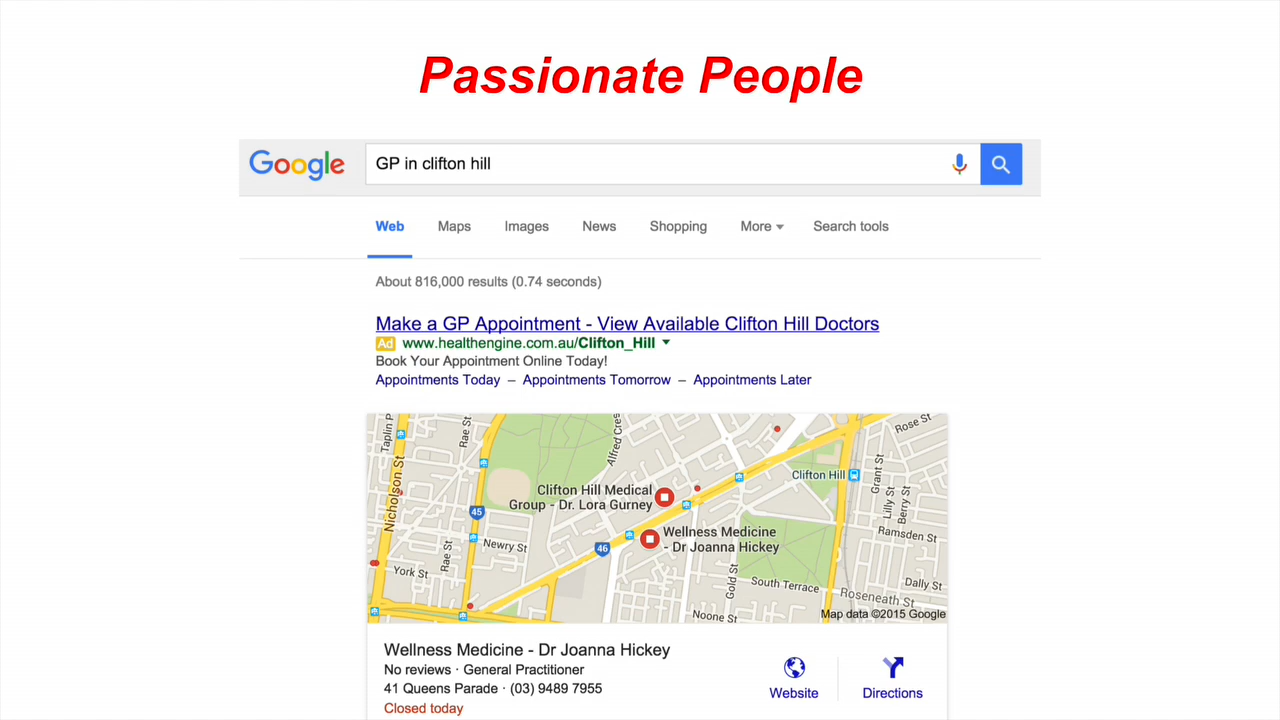 Passionate People
Google
GP in clifton hill
Web Maps Images News Shopping More Search tools
About 816,000 results (0.74 seconds)
Make a GP Appointment - View Available Clifton Hill Doctors
Ad www.healthengine.com.au/Clifton_Hill
Book Your Appointment Online Today!
Appointments Today – Appointments Tomorrow – Appointments Later
Taplin P
Rae St
Alfred Cres
Rose St
Nicholson St
Clifton Hill
Grant St
Clifton Hill Medical
Group - Dr. Lora Gurney
Lilly St
Berry St
45
Wellness Medicine
- Dr Joanna Hickey
Ramsden St
Newry St
46
Rae St
York St
Gold St
South Terrace
Dally St
Roseneath St
Noone St
Map data ©2015 Google
Wellness Medicine - Dr Joanna Hickey
No reviews · General Practitioner
41 Queens Parade · (03) 9489 7955
Closed today
Website
Directions